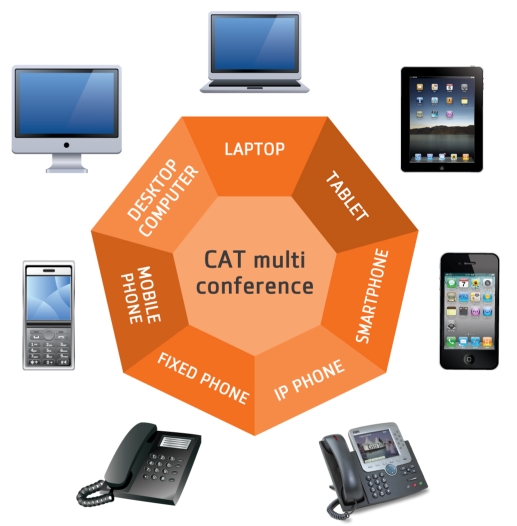 LAPTOP
TABLET
SMARTPHONE
IP PHONE
FIXED PHONE
MOBILE
PHONE
DESKTOP
COMPUTER
CAT multi
conference